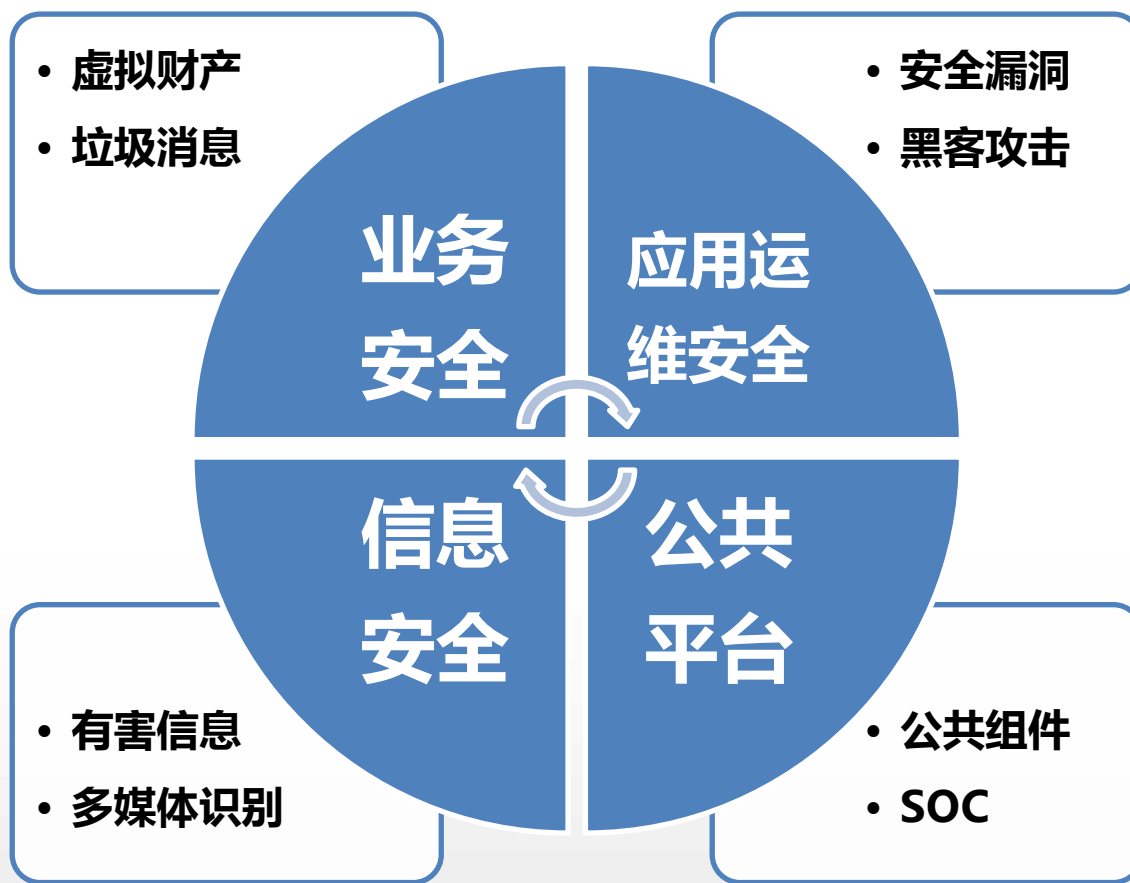 • 虚拟财产
• 垃圾消息
• 安全漏洞
• 黑客攻击
业务
安全
应用运
维安全
信息
安全
公共
平台
• 有害信息
• 多媒体识别
• 公共组件
• SOC